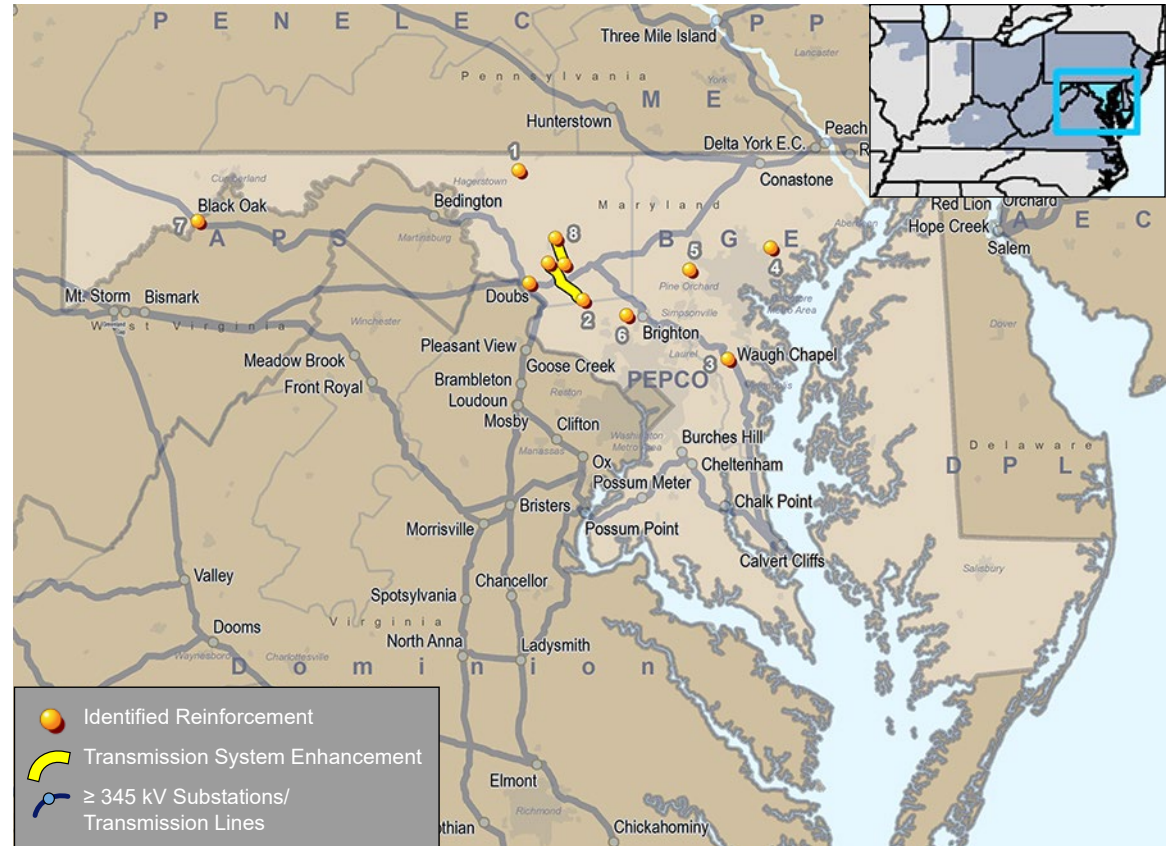 P E N E L E C
P P
Three Mile Island
Lancaster
Pennsylvania
York
M E
Hunterstown
Delta York E.C.
Peach
R
1
Hagerstown
Conastone
Cumberland
Maryland
Aberdeen
Red Lion
Orchard
Hope Creek
A E C
Salem
Black Oak
7
Bedington
A P S
Martinsburg
8
B G E
4
5
Pine Orchard
Doubs
Mt. Storm
Bismark
West Virginia
Winchester
2
Simpsonville
6
Brighton
Dover
Pleasant View
Laurel
3
Waugh Chapel
Meadow Brook
Goose Creek
Front Royal
Brambleton
PEPCO
Reston
Loudoun
Mosby
Clifton
Washington
Metro Area
Burches Hill
Delaware
Manassas
Ox
Cheltenham
D P L
Possum Meter
Bristers
Chalk Point
Morrisville
Possum Point
Calvert Cliffs
Salisbury
Valley
Chancellor
Spotsylvania
Virginia
Dooms
North Anna
Ladysmith
Waynesboro
Charlottesville
D o m i n i o n
Identified Reinforcement
Transmission System Enhancement
≥ 345 kV Substations/
Transmission Lines
Elmont
Richmond
othian
Chickahominy